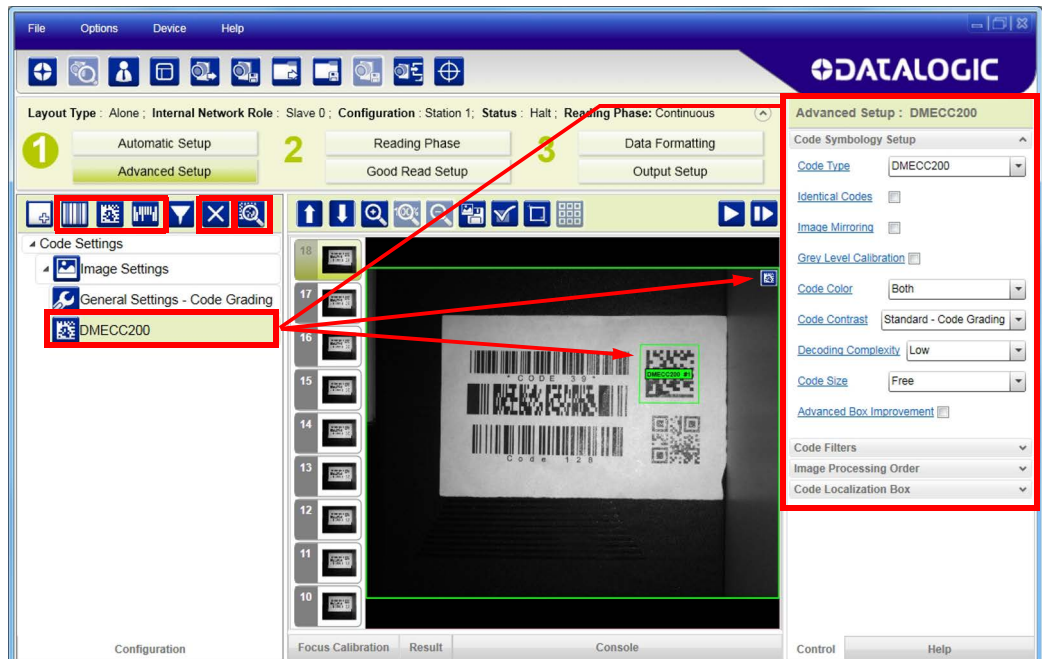 File Options Device Help
DATALOGIC
Layout Type : Alone ; Internal Network Role : Slave 0 ; Configuration : Station 1; Status : Halt ; Reading Phase: Continuous
1 Automatic Setup 2 Reading Phase 3 Data Formatting
Advanced Setup Good Read Setup Output Setup
100%
Code Settings
Image Settings
General Settings - Code Grading
DMECC200
18
17
16
15
14
13
12
11
10
* CODE 39 *
DMECC200 #1
Code 128
Advanced Setup : DMECC200
Code Symbology Setup
Code Type DMECC200
Identical Codes
Image Mirroring
Grey Level Calibration
Code Color Both
Code Contrast Standard - Code Grading
Decoding Complexity Low
Code Size Free
Advanced Box Improvement
Code Filters
Image Processing Order
Code Localization Box
Configuration Focus Calibration Result Console Control Help